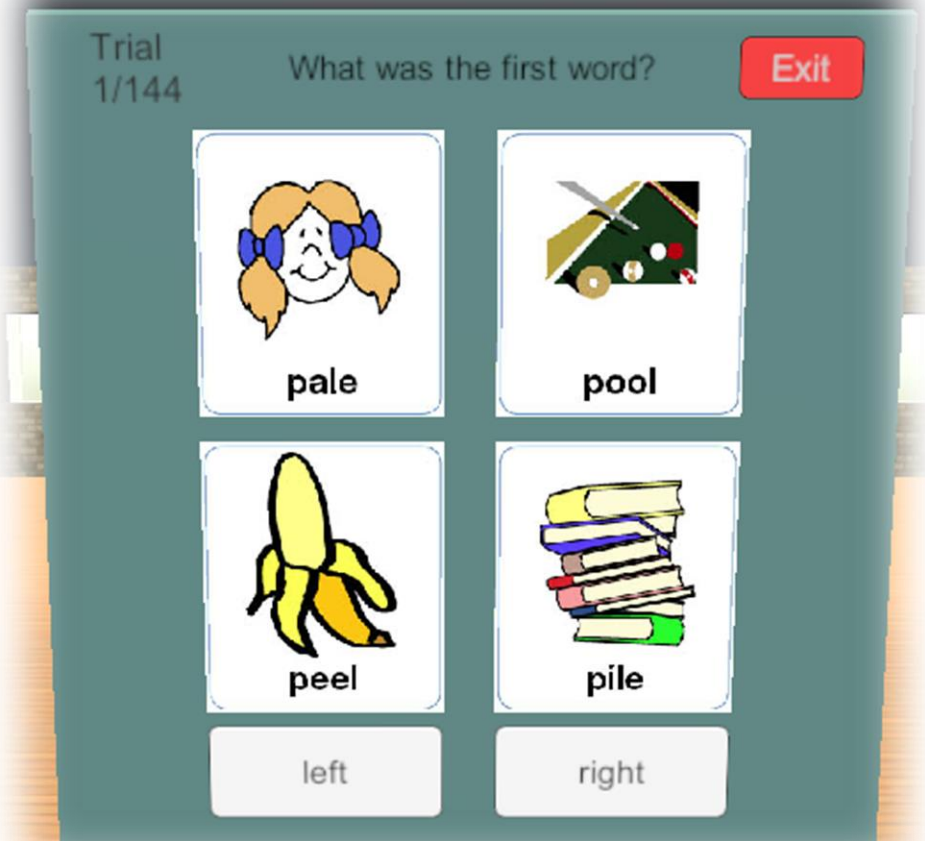 Trial
1/144
What was the first word?
Exit
pale
pool
peel
pile
left
right